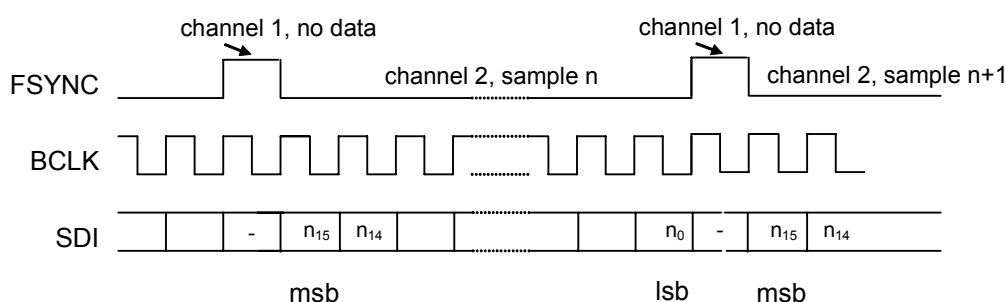 channel 1, no data channel 1, no data
FSYNC channel 2, sample n channel 2, sample n+1
BCLK
SDI - n₁₅ n₁₄ n₀ - n₁₅ n₁₄
msb lsb msb